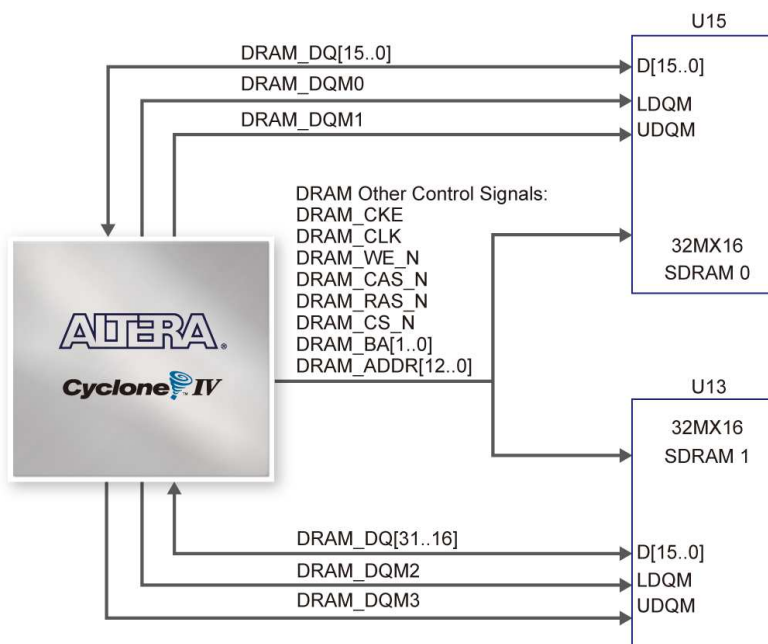 U15
DRAM_DQ[15..0]
D[15..0]
DRAM_DQM0
LDQM
DRAM_DQM1
UDQM
DRAM Other Control Signals:
DRAM_CKE
DRAM_CLK
DRAM_WE_N
DRAM_CAS_N
DRAM_RAS_N
DRAM_CS_N
DRAM_BA[1..0]
DRAM_ADDR[12..0]
32MX16
SDRAM 0
ALTERA.
Cyclone™ IV
U13
32MX16
SDRAM 1
DRAM_DQ[31..16]
D[15..0]
DRAM_DQM2
LDQM
DRAM_DQM3
UDQM